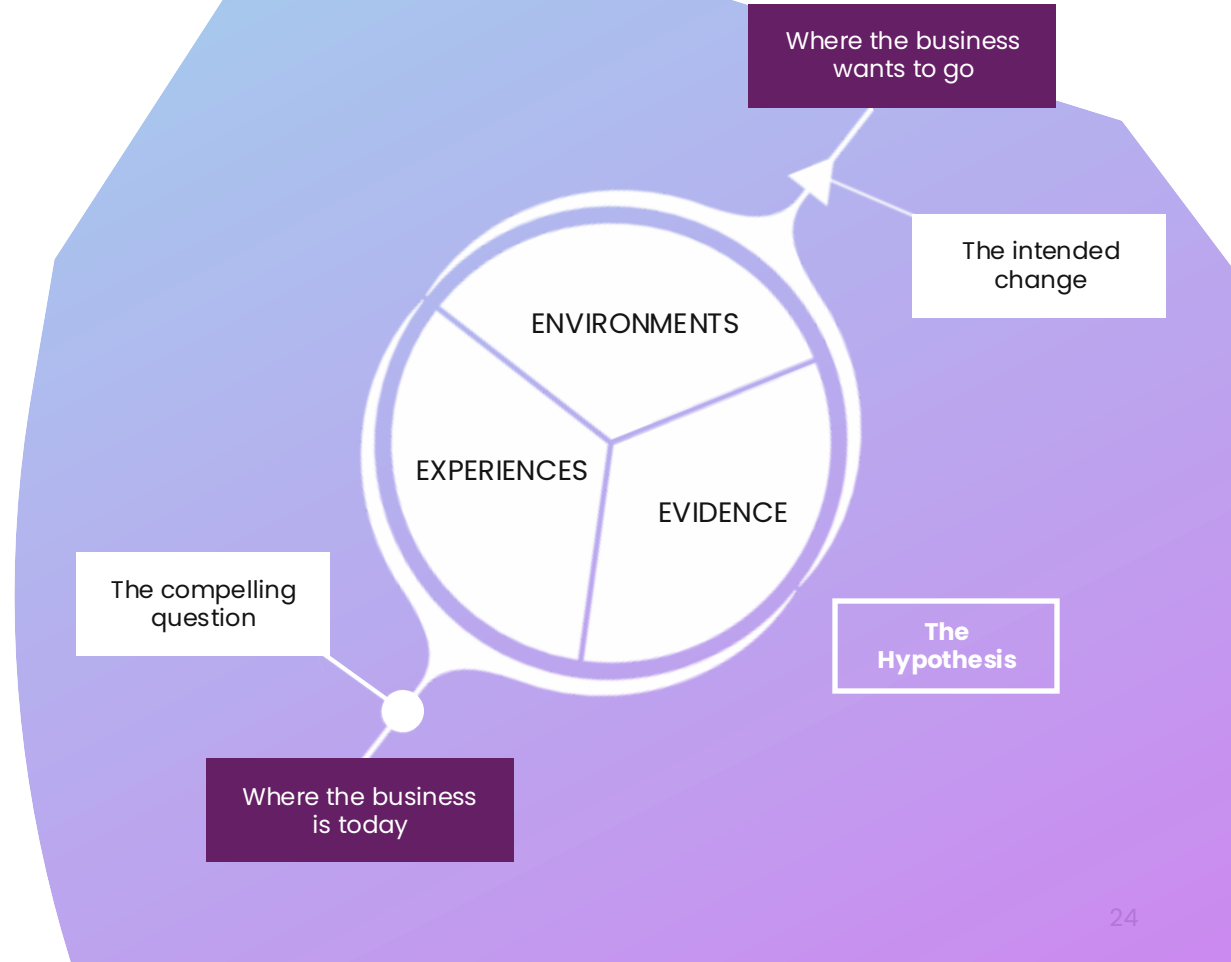 Where the business
wants to go
The intended
change
ENVIRONMENTS
EXPERIENCES
EVIDENCE
The compelling
question
The
Hypothesis
Where the business
is today
24